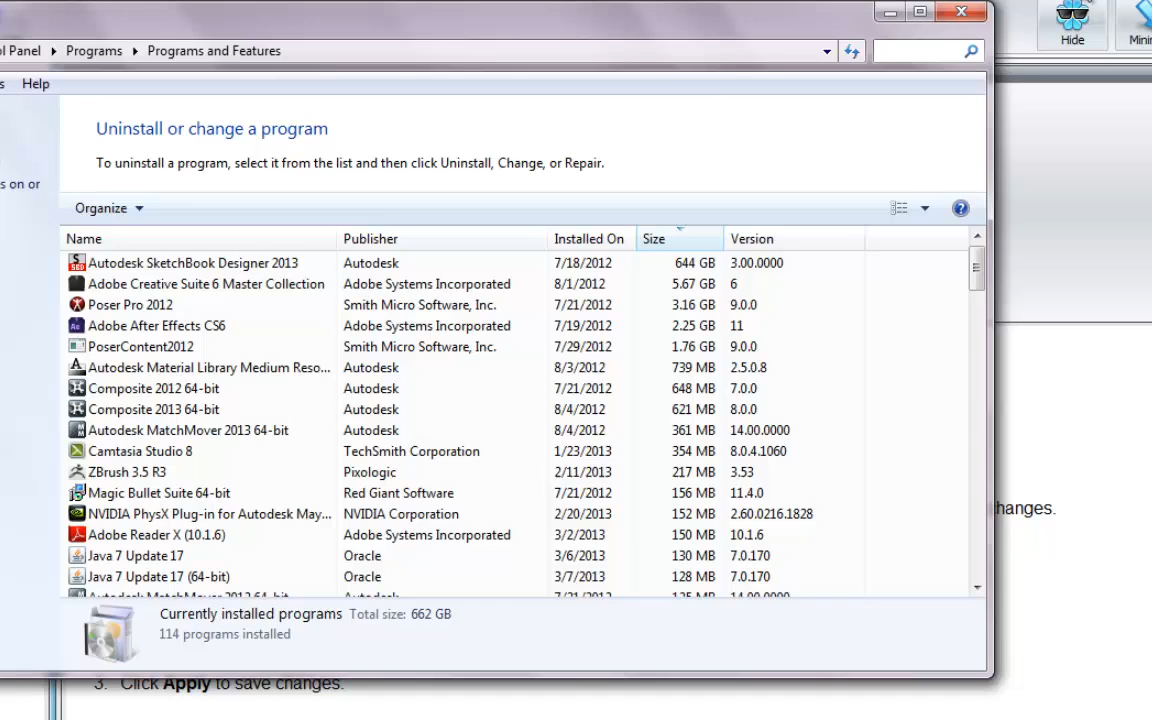 Hide
ol Panel ▸ Programs ▸ Programs and Features
s Help
Uninstall or change a program
To uninstall a program, select it from the list and then click Uninstall, Change, or Repair.
s on or
Organize
Name Publisher Installed On Size Version
Autodesk SketchBook Designer 2013 Autodesk 7/18/2012 644 GB 3.00.0000
Adobe Creative Suite 6 Master Collection Adobe Systems Incorporated 8/1/2012 5.67 GB 6
Poser Pro 2012 Smith Micro Software, Inc. 7/21/2012 3.16 GB 9.0.0
Adobe After Effects CS6 Adobe Systems Incorporated 7/19/2012 2.25 GB 11
PoserContent2012 Smith Micro Software, Inc. 7/29/2012 1.76 GB 9.0.0
Autodesk Material Library Medium Reso... Autodesk 8/3/2012 739 MB 2.5.0.8
Composite 2012 64-bit Autodesk 7/21/2012 648 MB 7.0.0
Composite 2013 64-bit Autodesk 8/4/2012 621 MB 8.0.0
Autodesk MatchMover 2013 64-bit Autodesk 8/4/2012 361 MB 14.00.0000
Camtasia Studio 8 TechSmith Corporation 1/23/2013 354 MB 8.0.4.1060
ZBrush 3.5 R3 Pixologic 2/11/2013 217 MB 3.53
Magic Bullet Suite 64-bit Red Giant Software 7/21/2012 156 MB 11.4.0
NVIDIA PhysX Plug-in for Autodesk May... NVIDIA Corporation 2/20/2013 152 MB 2.60.0216.1828
hanges.
Adobe Reader X (10.1.6) Adobe Systems Incorporated 3/2/2013 150 MB 10.1.6
Java 7 Update 17 Oracle 3/6/2013 130 MB 7.0.170
Java 7 Update 17 (64-bit) Oracle 3/7/2013 128 MB 7.0.170
Autodesk MatchMover 2012 64-bit Autodesk 7/21/2012 125 MB 14.00.0000
Currently installed programs Total size: 662 GB
114 programs installed
3. Click Apply to save changes.